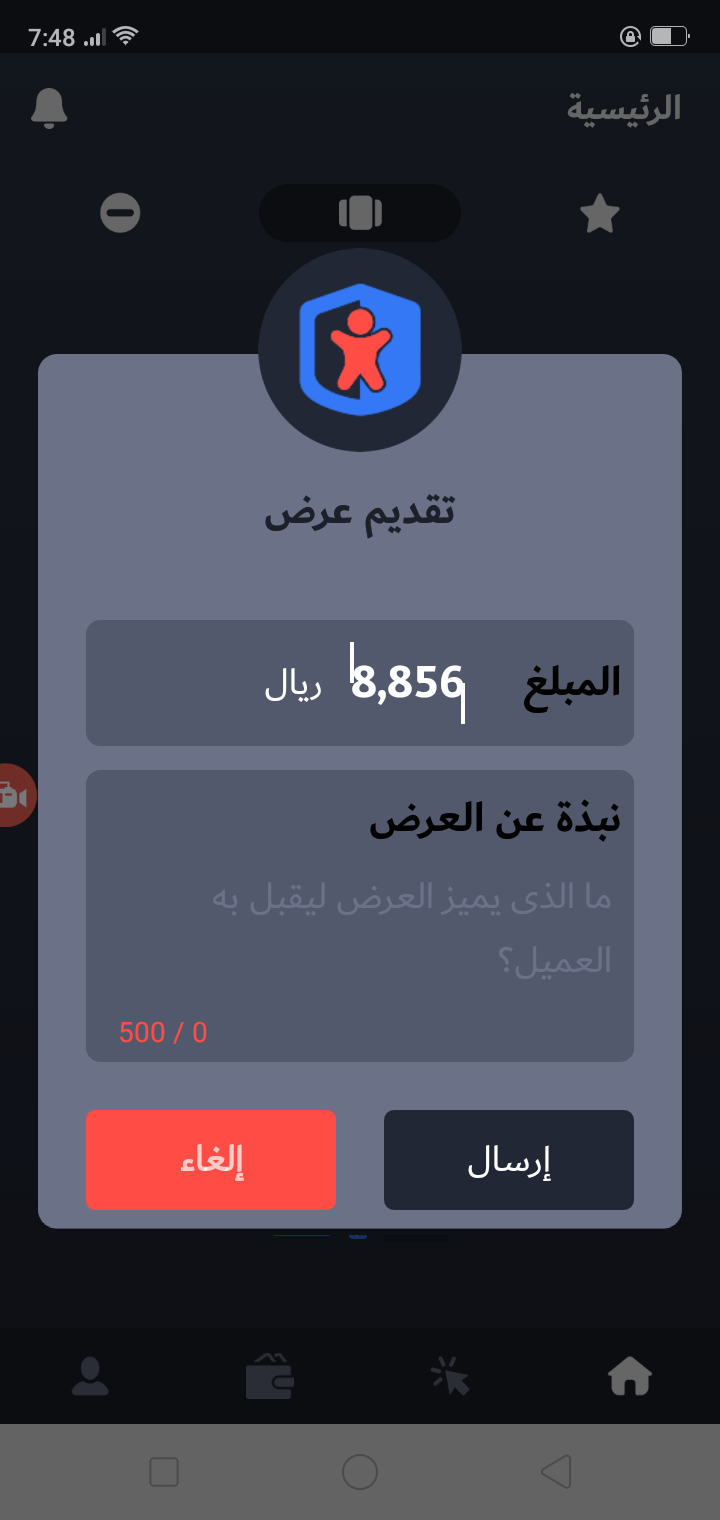 7:48
الرئيسية
تقديم عرض
المبلغ 8,856 ريال
نبذة عن العرض
ما الذى يميز العرض ليقبل به
العميل؟
500 / 0
إرسال إلغاء